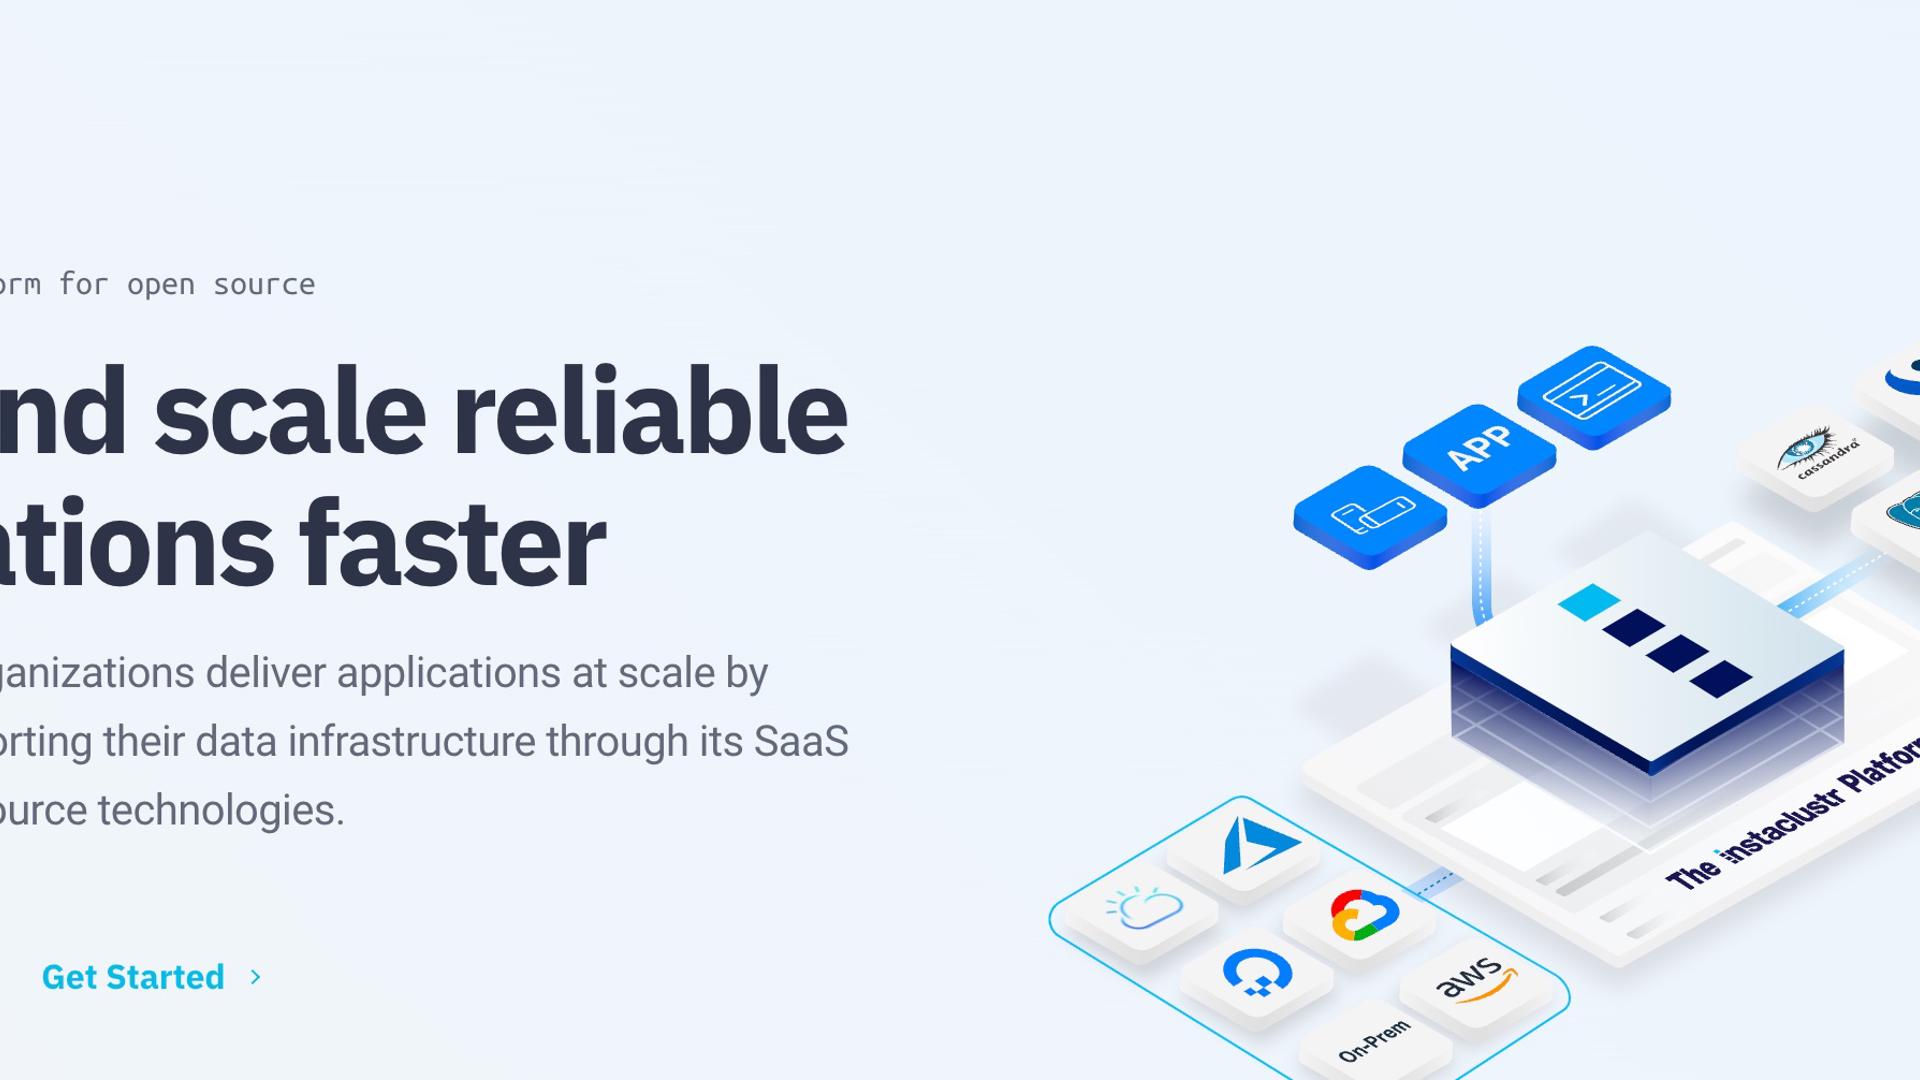 orm for open source
nd scale reliable
ations faster
ganizations deliver applications at scale by
orting their data infrastructure through its SaaS
ource technologies.
Get Started
APP
cassandra
The instaclustr Platform
aws
On-Prem